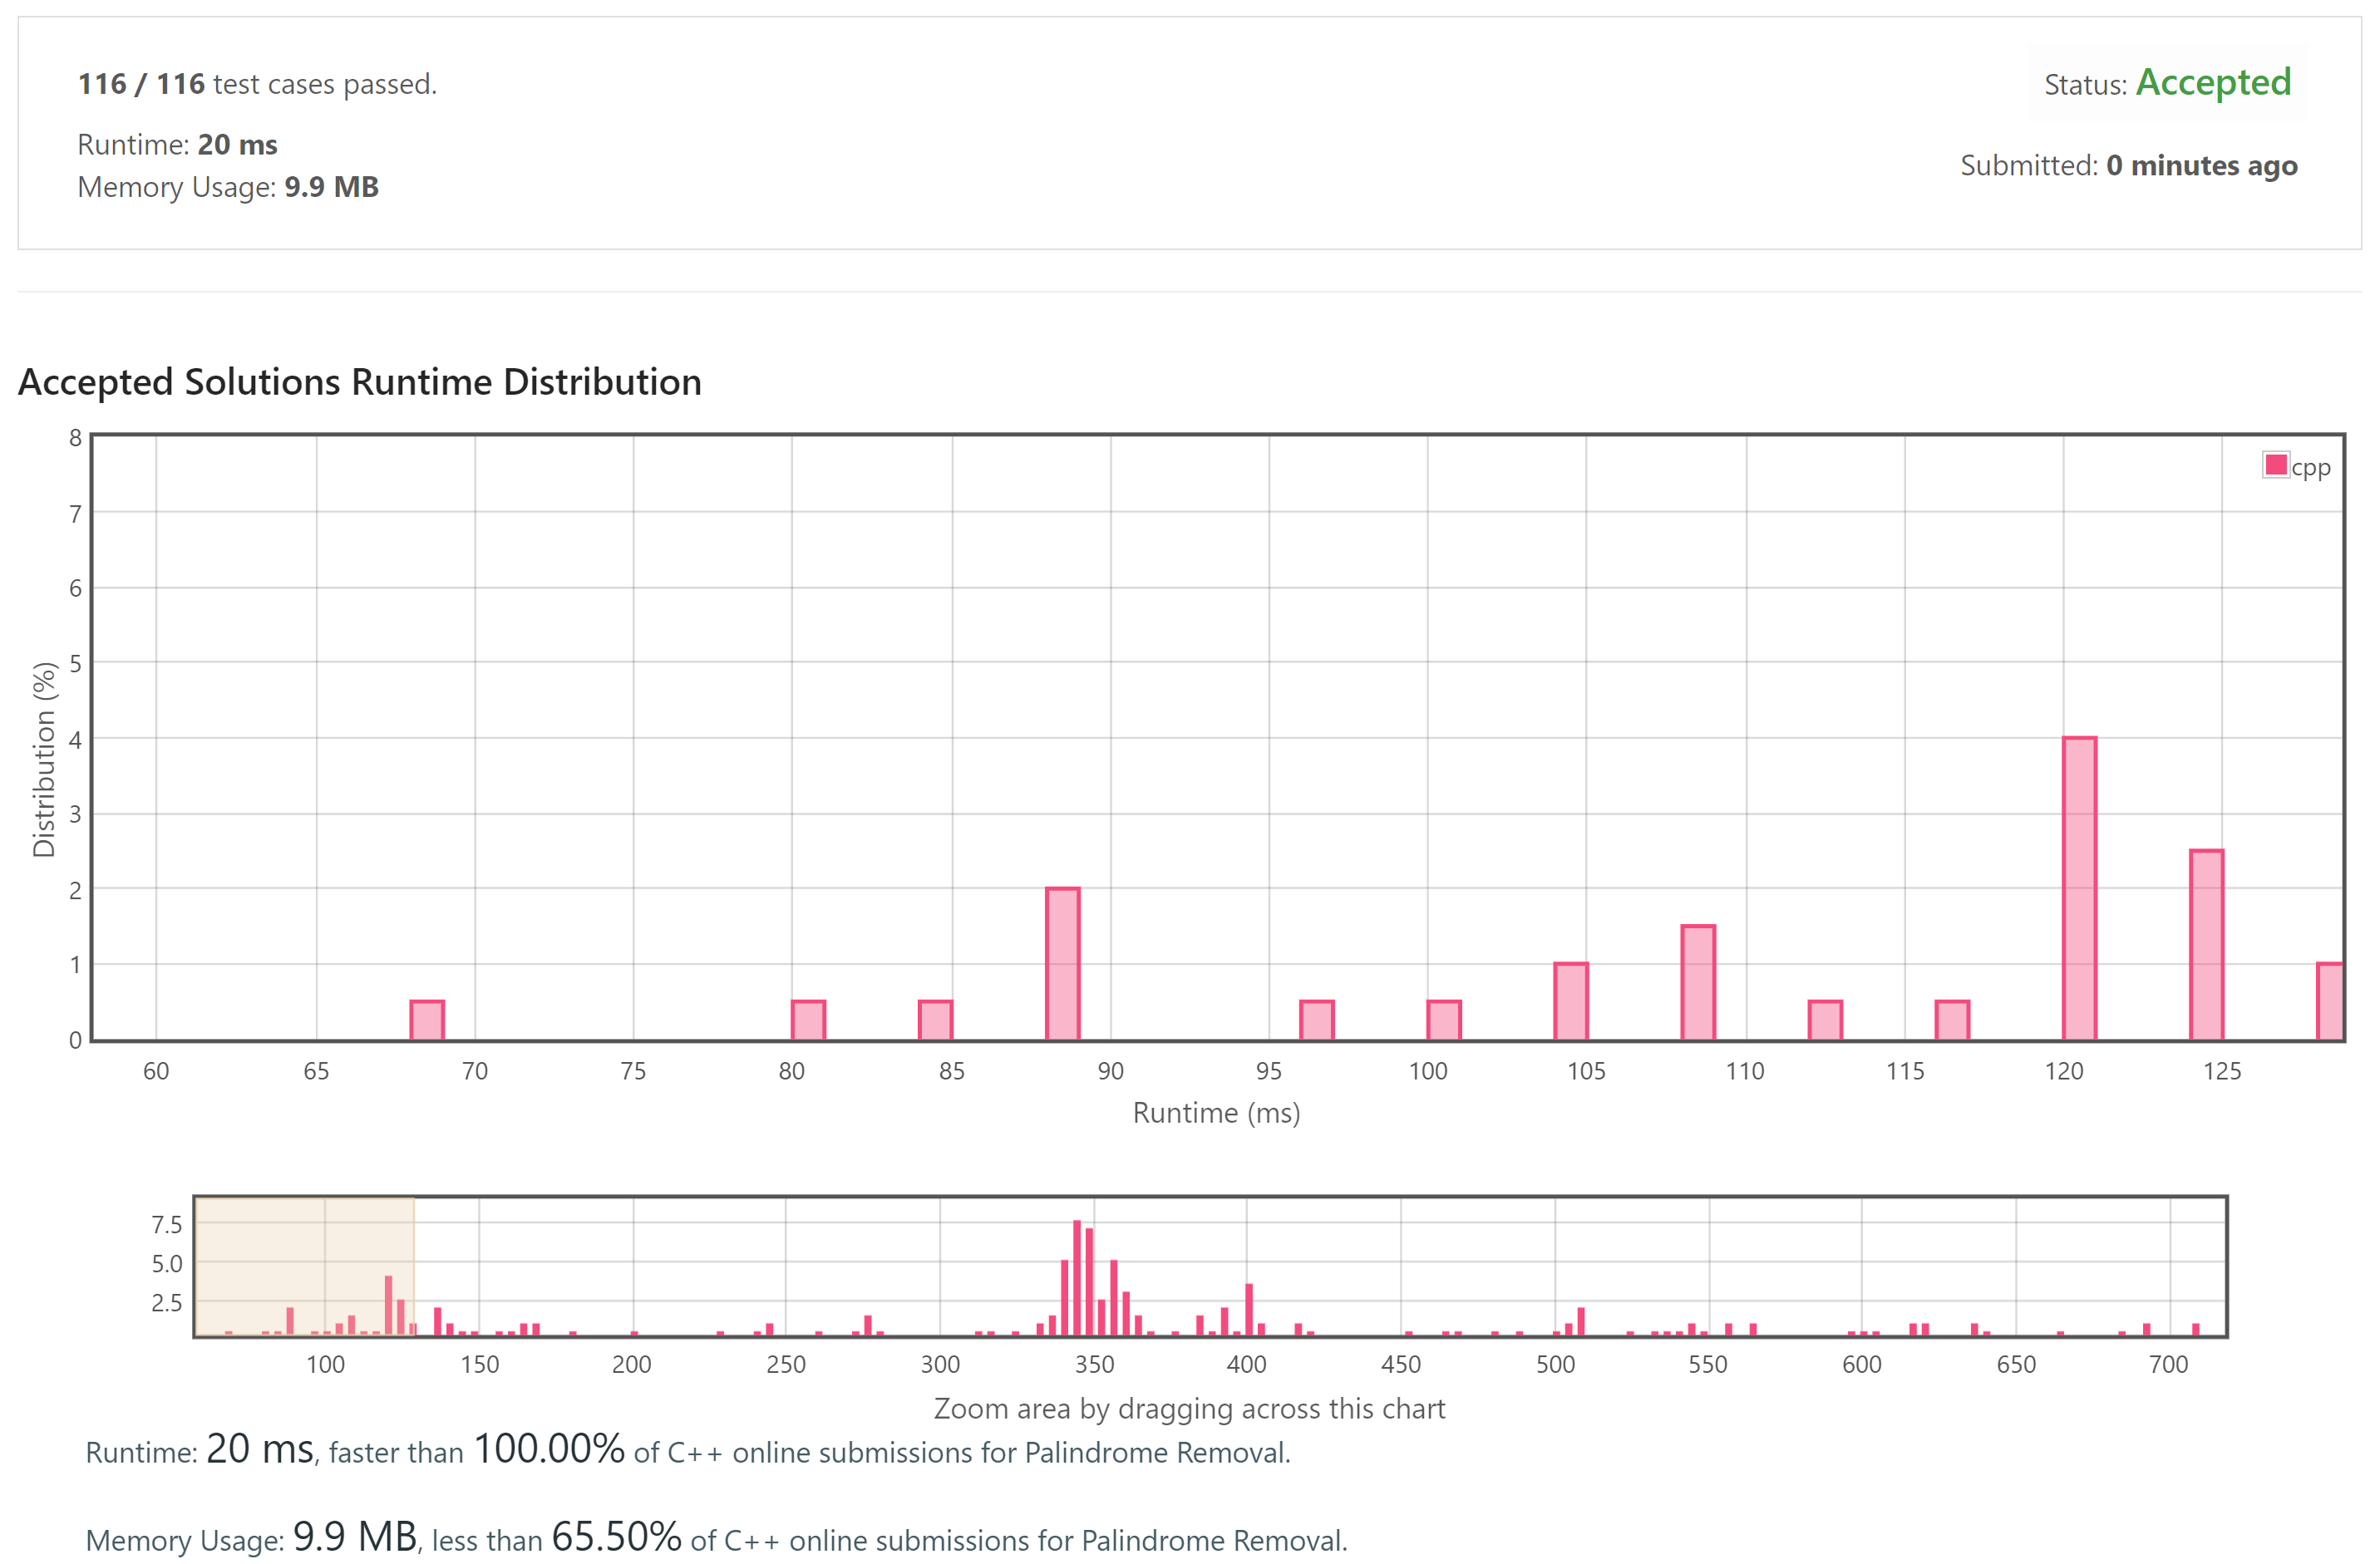 116 / 116 test cases passed.
Status: Accepted
Runtime: 20 ms
Submitted: 0 minutes ago
Memory Usage: 9.9 MB
Accepted Solutions Runtime Distribution
8
cpp
7
6
5
4
3
2
1
0
Distribution (%)
60 65 70 75 80 85 90 95 100 105 110 115 120 125
Runtime (ms)
7.5
5.0
2.5
100 150 200 250 300 350 400 450 500 550 600 650 700
Zoom area by dragging across this chart
Runtime: 20 ms, faster than 100.00% of C++ online submissions for Palindrome Removal.
Memory Usage: 9.9 MB, less than 65.50% of C++ online submissions for Palindrome Removal.